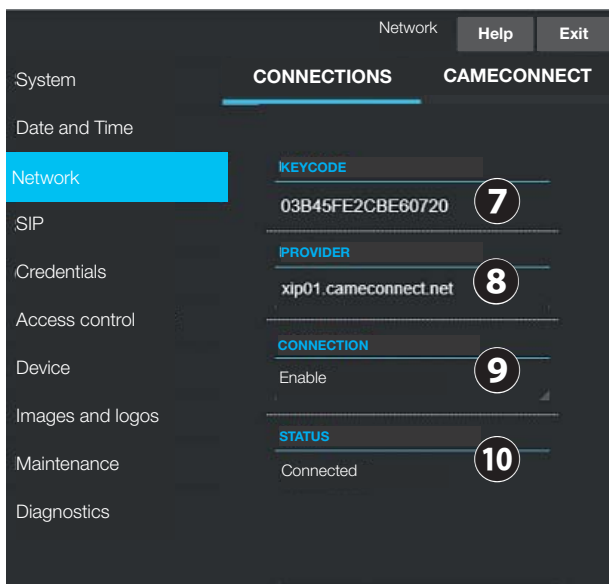 Network Help Exit
CONNECTIONS CAMECONNECT
System
Date and Time
Network
SIP
Credentials
Access control
Device
Images and logos
Maintenance
Diagnostics
KEYCODE
03B45FE2CBE60720 7
PROVIDER
xip01.cameconnect.net 8
CONNECTION
Enable 9
STATUS
Connected 10